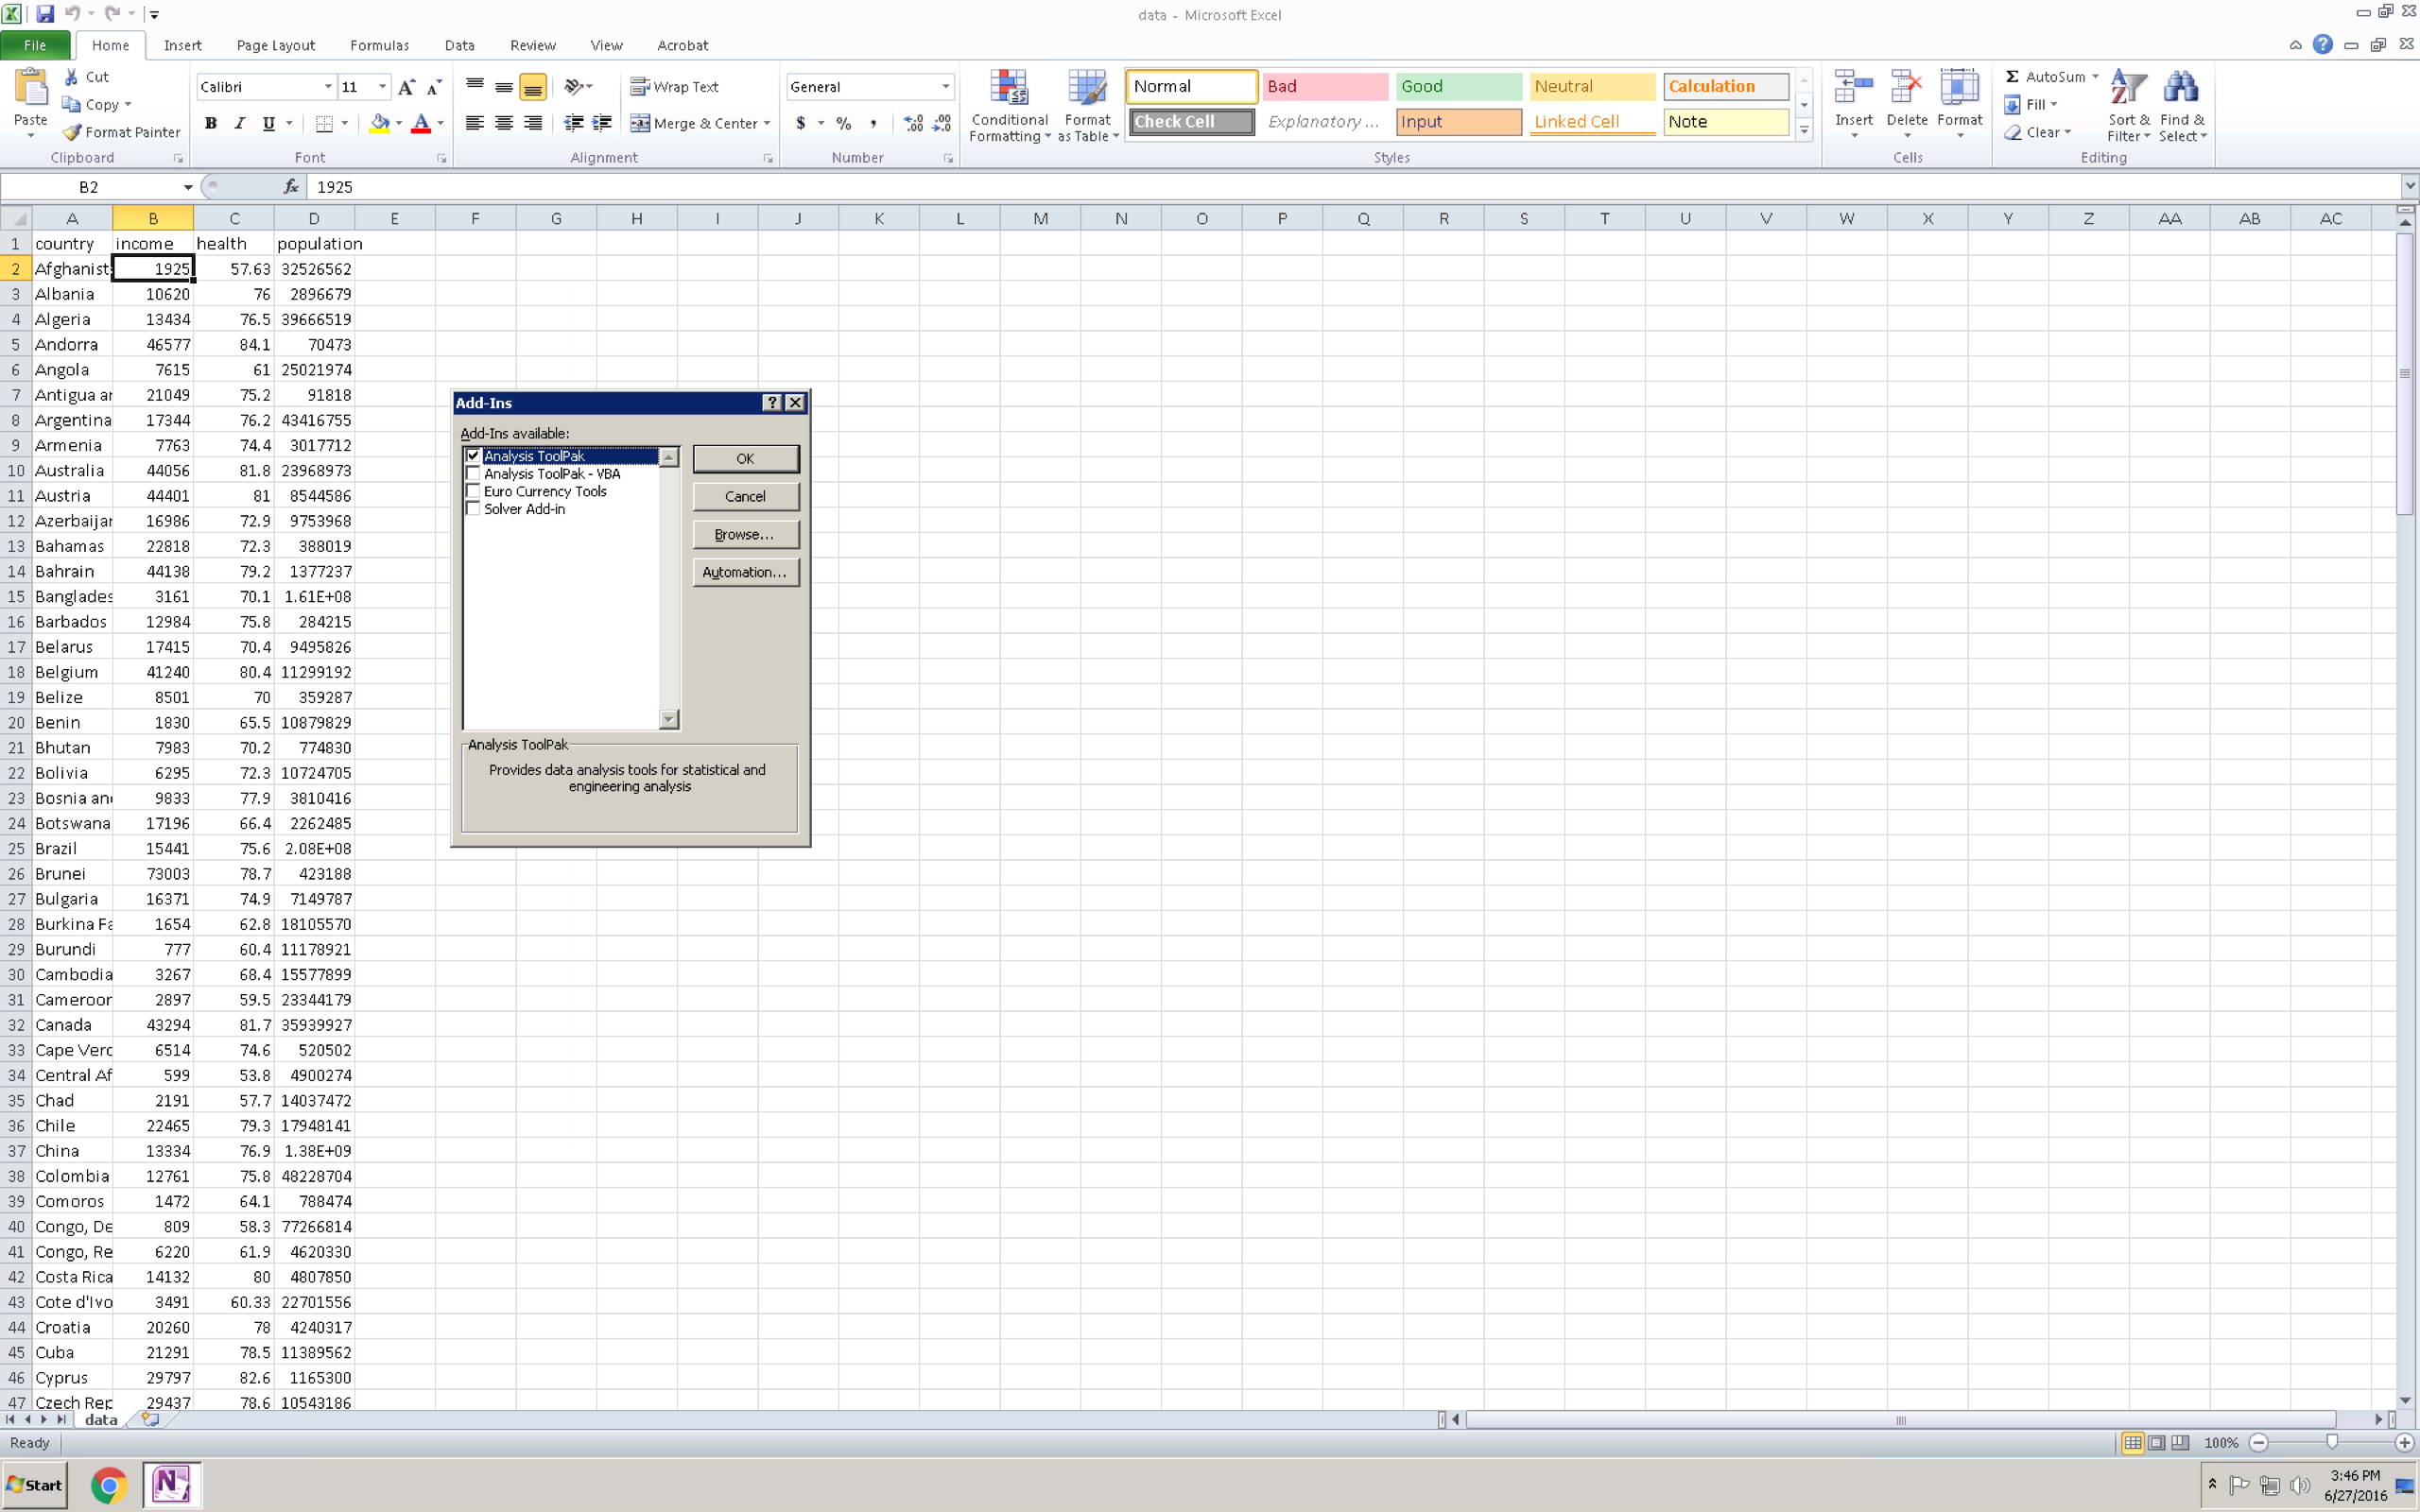 data - Microsoft Excel
File Home Insert Page Layout Formulas Data Review View Acrobat
Paste
Cut
Copy
Format Painter
Clipboard
Calibri 11
B I U
Font
Wrap Text
Merge & Center
Alignment
General
$ % ,
Number
Conditional Formatting
Format as Table
Normal Bad Good Neutral Calculation
Check Cell Explanatory ... Input Linked Cell Note
Styles
Insert Delete Format
Cells
Σ AutoSum
Fill
Clear
Sort & Filter
Find & Select
Editing
B2 fx 1925
A B C D E F G H I J K L M N O P Q R S T U V W X Y Z AA AB AC
1 country income health population
2 Afghanist 1925 57.63 32526562
3 Albania 10620 76 2896679
4 Algeria 13434 76.5 39666519
5 Andorra 46577 84.1 70473
6 Angola 7615 61 25021974
7 Antigua ar 21049 75.2 91818
8 Argentina 17344 76.2 43416755
9 Armenia 7763 74.4 3017712
10 Australia 44056 81.8 23968973
11 Austria 44401 81 8544586
12 Azerbaijar 16986 72.9 9753968
13 Bahamas 22818 72.3 388019
14 Bahrain 44138 79.2 1377237
15 Banglades 3161 70.1 1.61E+08
16 Barbados 12984 75.8 284215
17 Belarus 17415 70.4 9495826
18 Belgium 41240 80.4 11299192
19 Belize 8501 70 359287
20 Benin 1830 65.5 10879829
21 Bhutan 7983 70.2 774830
22 Bolivia 6295 72.3 10724705
23 Bosnia an 9833 77.9 3810416
24 Botswana 17196 66.4 2262485
25 Brazil 15441 75.6 2.08E+08
26 Brunei 73003 78.7 423188
27 Bulgaria 16371 74.9 7149787
28 Burkina Fa 1654 62.8 18105570
29 Burundi 777 60.4 11178921
30 Cambodia 3267 68.4 15577899
31 Cameroor 2897 59.5 23344179
32 Canada 43294 81.7 35939927
33 Cape Verd 6514 74.6 520502
34 Central Af 599 53.8 4900274
35 Chad 2191 57.7 14037472
36 Chile 22465 79.3 17948141
37 China 13334 76.9 1.38E+09
38 Colombia 12761 75.8 48228704
39 Comoros 1472 64.1 788474
40 Congo, De 809 58.3 77266814
41 Congo, Re 6220 61.9 4620330
42 Costa Rica 14132 80 4807850
43 Cote d'Ivo 3491 60.33 22701556
44 Croatia 20260 78 4240317
45 Cuba 21291 78.5 11389562
46 Cyprus 29797 82.6 1165300
47 Czech Rep 29437 78.6 10543186
Add-Ins
Add-Ins available:
Analysis ToolPak
Analysis ToolPak - VBA
Euro Currency Tools
Solver Add-in
OK
Cancel
Browse...
Automation...
Analysis ToolPak
Provides data analysis tools for statistical and
engineering analysis
data
Ready 100%
Start
3:46 PM
6/27/2016